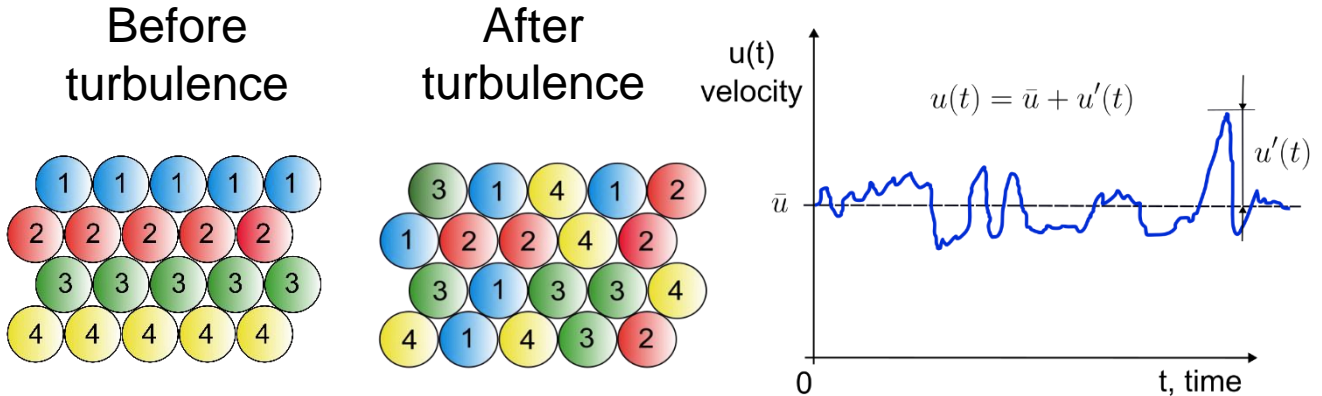 Before
turbulence
1 1 1 1 1
2 2 2 2 2
3 3 3 3 3
4 4 4 4 4
After
turbulence
3 1 4 1 2
1 2 2 4 2
3 1 3 3 4
4 1 4 3 2
u(t)
velocity
u(t) = ū + u′(t)
u′(t)
ū
0
t, time